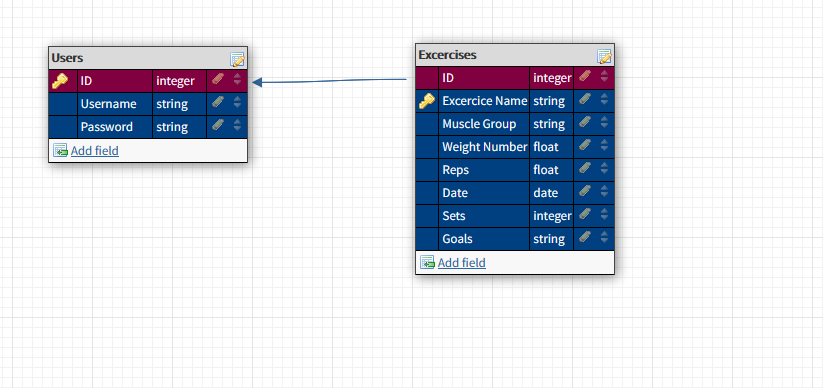 Users
ID integer
Username string
Password string
Add field
Excercises
ID integer
Excercice Name string
Muscle Group string
Weight Number float
Reps float
Date date
Sets integer
Goals string
Add field